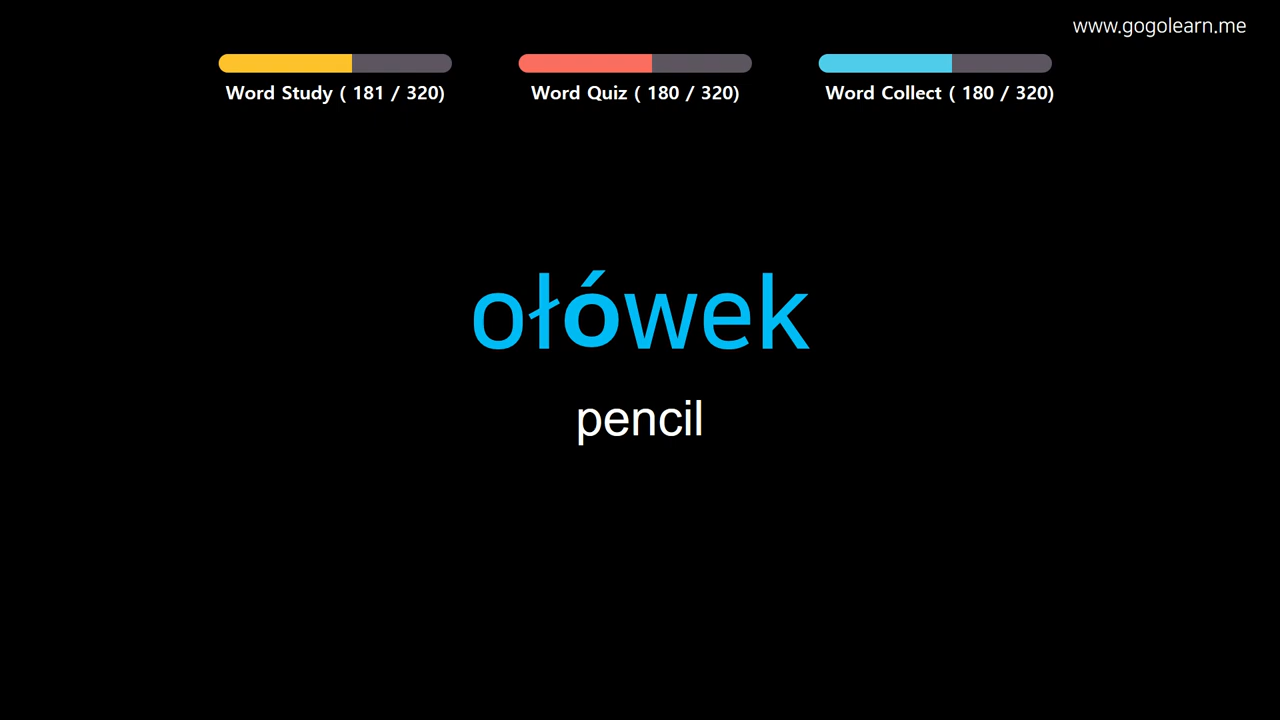 www.gogolearn.me
Word Study ( 181 / 320)
Word Quiz ( 180 / 320)
Word Collect ( 180 / 320)
ołówek
pencil